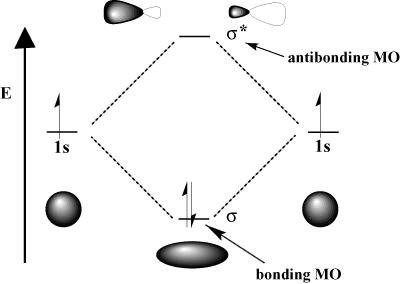 σ*
antibonding MO
E
1s
1s
σ
bonding MO